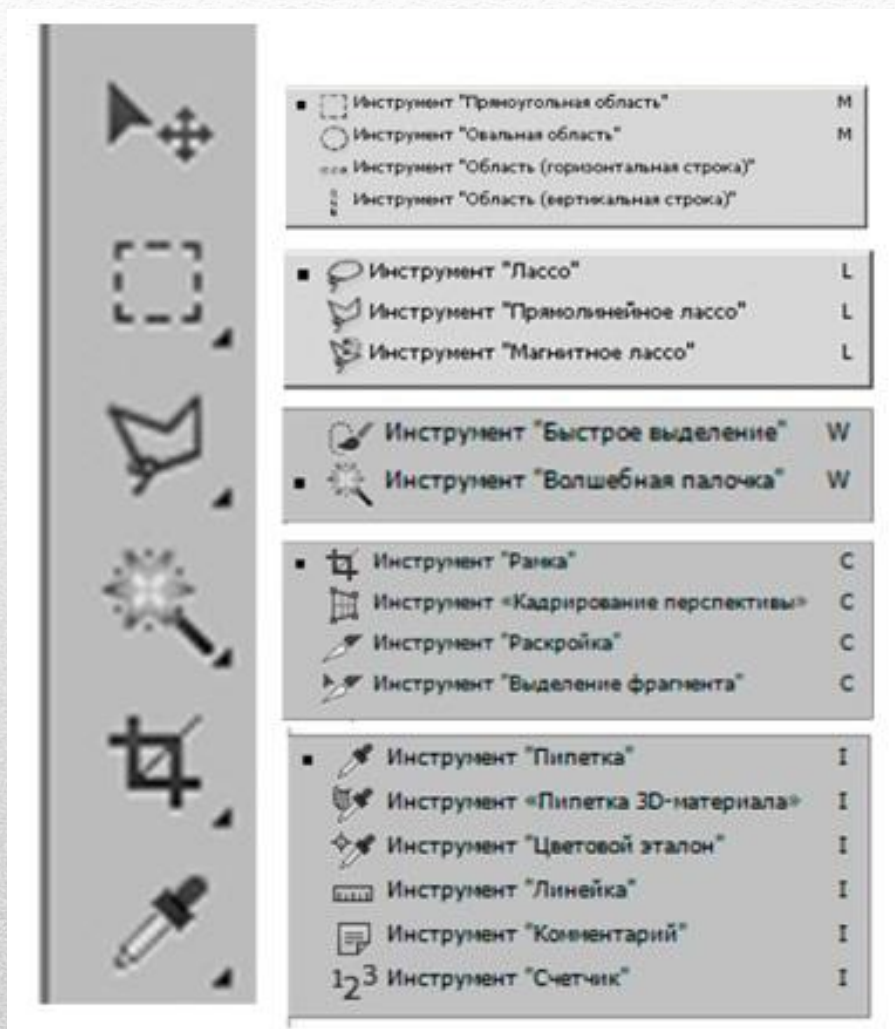 Инструмент "Прямоугольная область" M
Инструмент "Овальная область" M
Инструмент "Область (горизонтальная строка)"
Инструмент "Область (вертикальная строка)"
Инструмент "Лассо" L
Инструмент "Прямолинейное лассо" L
Инструмент "Магнитное лассо" L
Инструмент "Быстрое выделение" W
Инструмент "Волшебная палочка" W
Инструмент "Рамка" C
Инструмент «Кадрирование перспективы» C
Инструмент "Раскройка" C
Инструмент "Выделение фрагмента" C
Инструмент "Пипетка" I
Инструмент «Пипетка 3D-материала» I
Инструмент "Цветовой эталон" I
Инструмент "Линейка" I
Инструмент "Комментарий" I
123 Инструмент "Счетчик" I